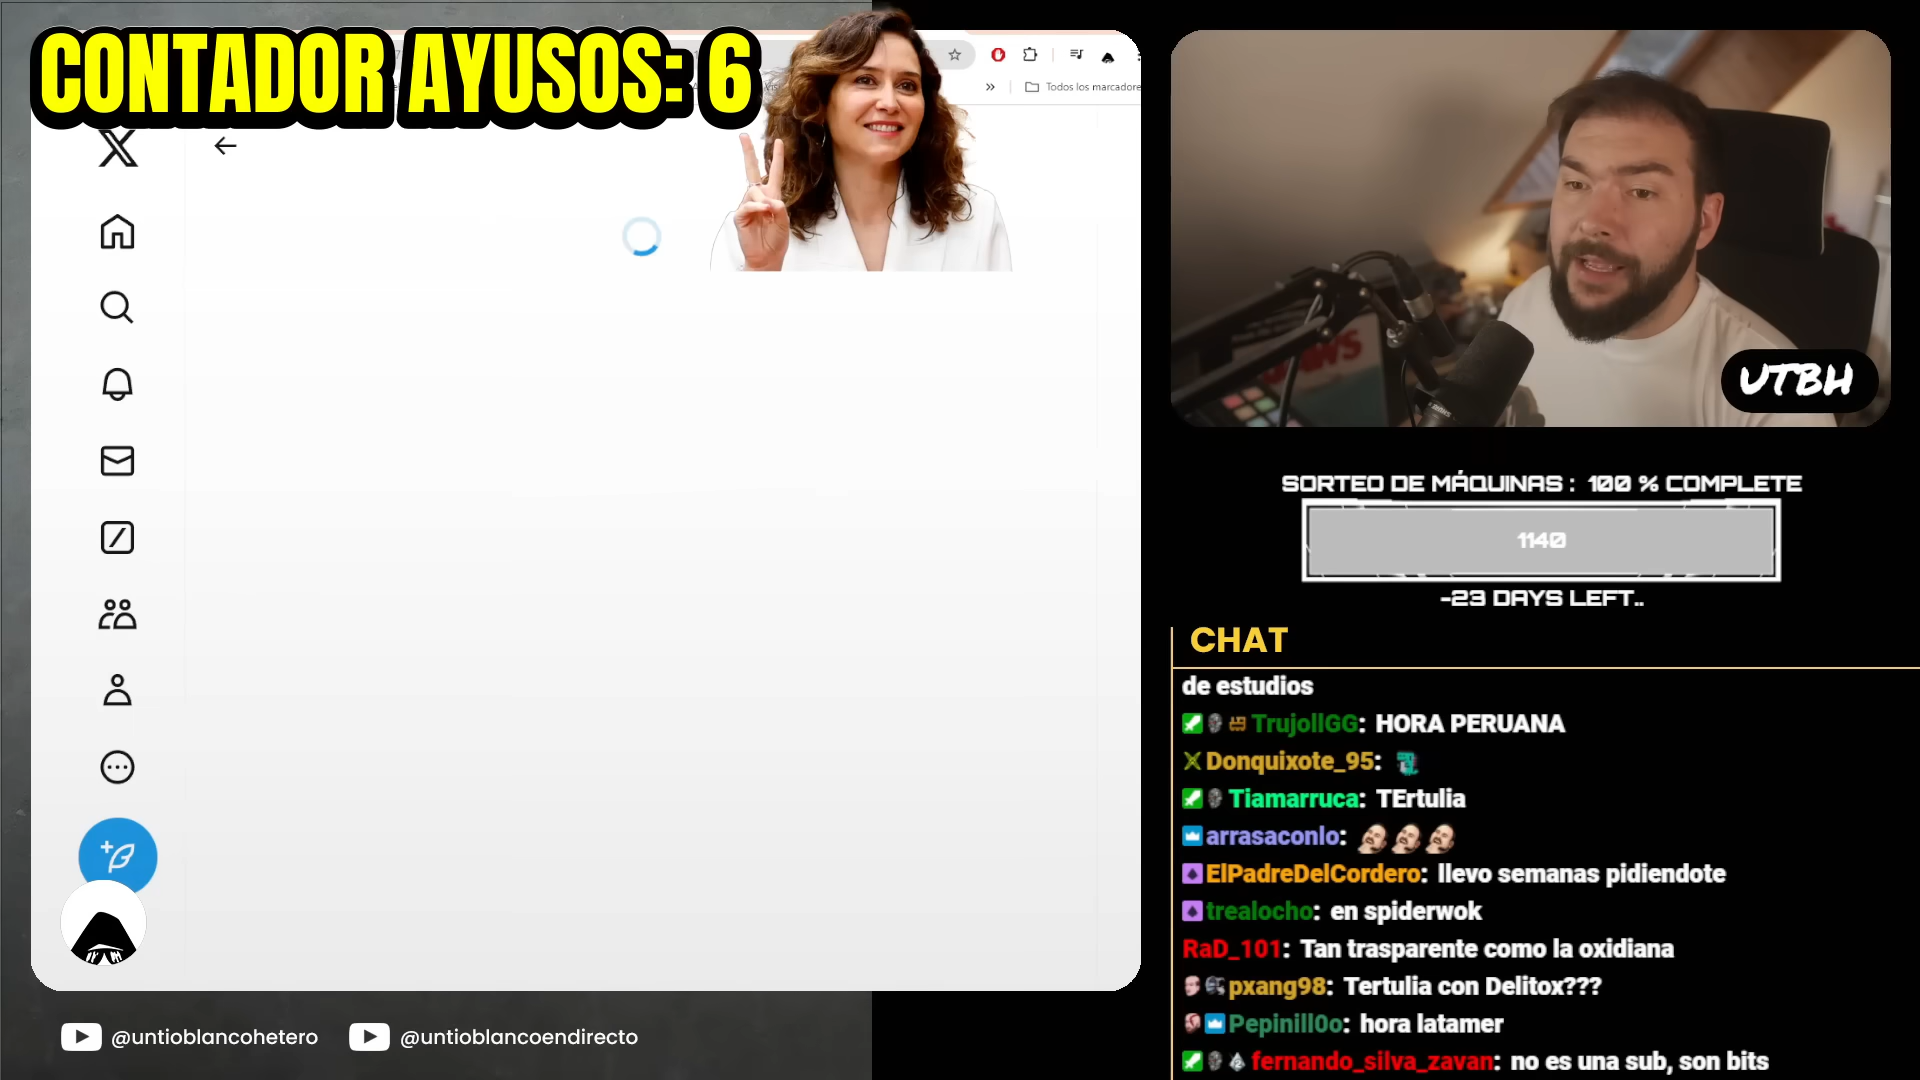 CONTADOR AYUSOS: 6
Todos los marcadore
UTBH
SORTEO DE MÁQUINAS : 100 % COMPLETE
1140
-23 DAYS LEFT..
CHAT
de estudios
TrujollGG: HORA PERUANA
Donquixote_95:
Tiamarruca: TErtulia
arrasaconlo:
ElPadreDelCordero: llevo semanas pidiendote
trealocho: en spiderwok
RaD_101: Tan trasparente como la oxidiana
pxang98: Tertulia con Delitox???
Pepinill0o: hora latamer
fernando_silva_zavan: no es una sub, son bits
@untioblancohetero
@untioblancoendirecto